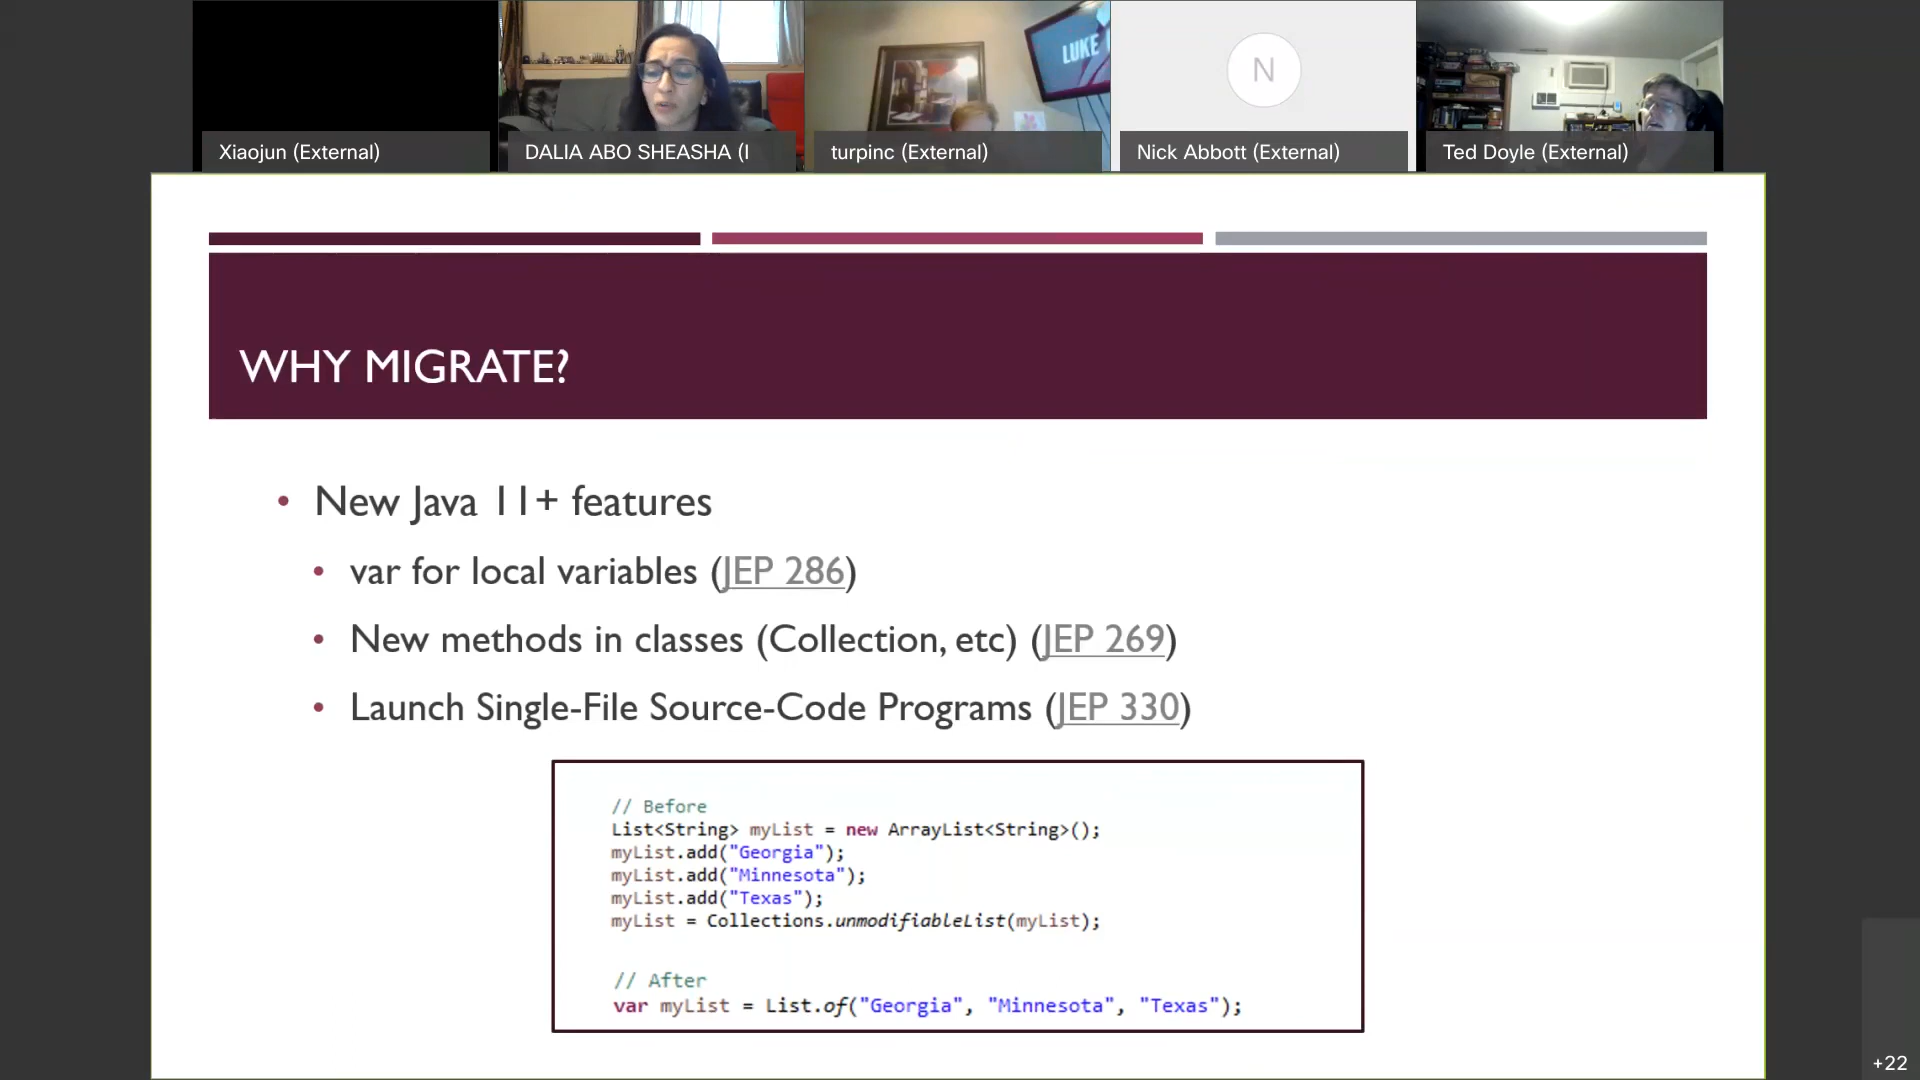 LUKE
N
Xiaojun (External)
DALIA ABO SHEASHA (I
turpinc (External)
Nick Abbott (External)
Ted Doyle (External)
WHY MIGRATE?
• New Java 11+ features
• var for local variables (JEP 286)
• New methods in classes (Collection, etc) (JEP 269)
• Launch Single-File Source-Code Programs (JEP 330)
// Before
List<String> myList = new ArrayList<String>();
myList.add("Georgia");
myList.add("Minnesota");
myList.add("Texas");
myList = Collections.unmodifiableList(myList);
// After
var myList = List.of("Georgia", "Minnesota", "Texas");
+22